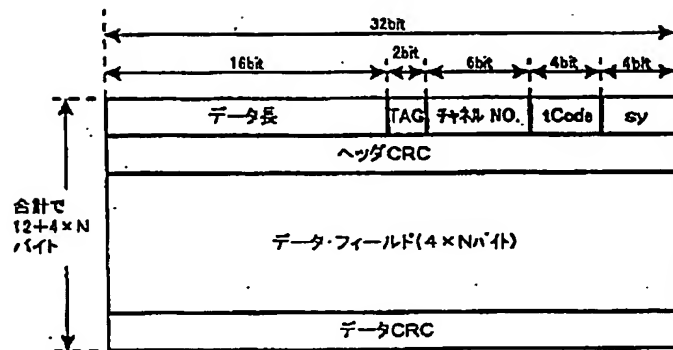 32bit
16bit 2bit 6bit 4bit 4bit
データ長 TAG チャネル NO. tCode sy
ヘッダCRC
合計で
12+4×N
バイト
データ・フィールド(4×Nバイト)
データCRC